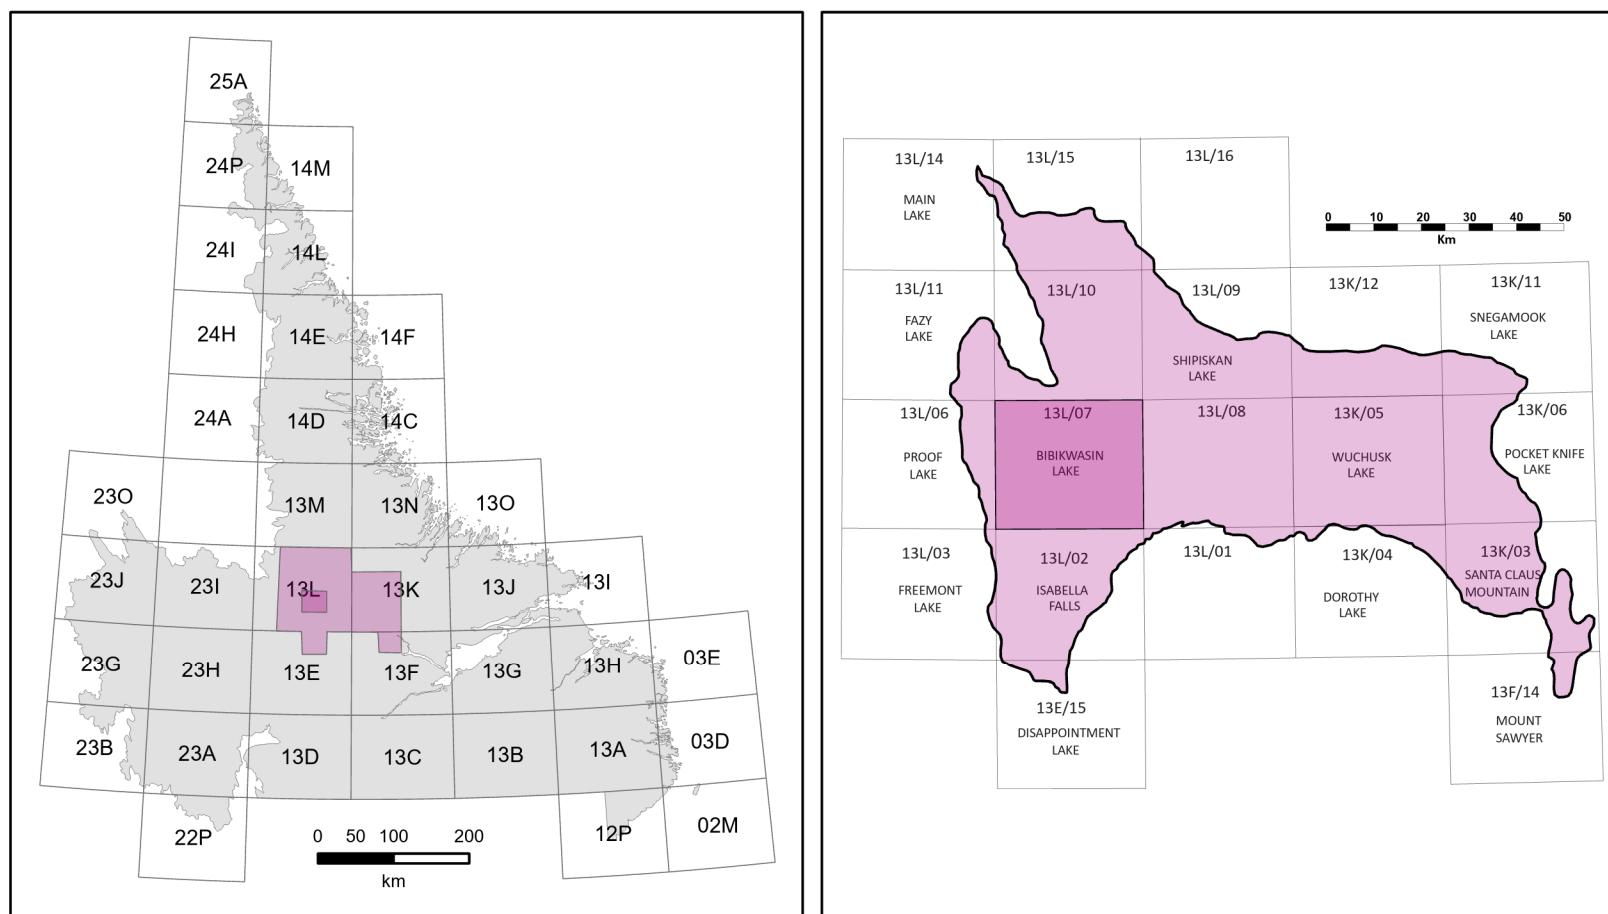 25A
24P
14M
24I
14L
24H
14E
14F
24A
14D
14C
23O
13M
13N
13O
23J
23I
13L
13K
13J
13I
23G
23H
13E
13F
13G
13H
03E
23B
23A
13D
13C
13B
13A
03D
22P
12P
02M
0 50 100 200
km
13L/14
MAIN
LAKE
13L/15
13L/16
0 10 20 30 40 50
Km
13L/11
FAZY
LAKE
13L/10
13L/09
SHIPISKAN
LAKE
13K/12
13K/11
SNEGAMOOK
LAKE
13L/06
PROOF
LAKE
13L/07
BIBIKWASIN
LAKE
13L/08
13K/05
WUCHUSK
LAKE
13K/06
POCKET KNIFE
LAKE
13L/03
FREEMONT
LAKE
13L/02
ISABELLA
FALLS
13L/01
13K/04
DOROTHY
LAKE
13K/03
SANTA CLAUS
MOUNTAIN
13E/15
DISAPPOINTMENT
LAKE
13F/14
MOUNT
SAWYER